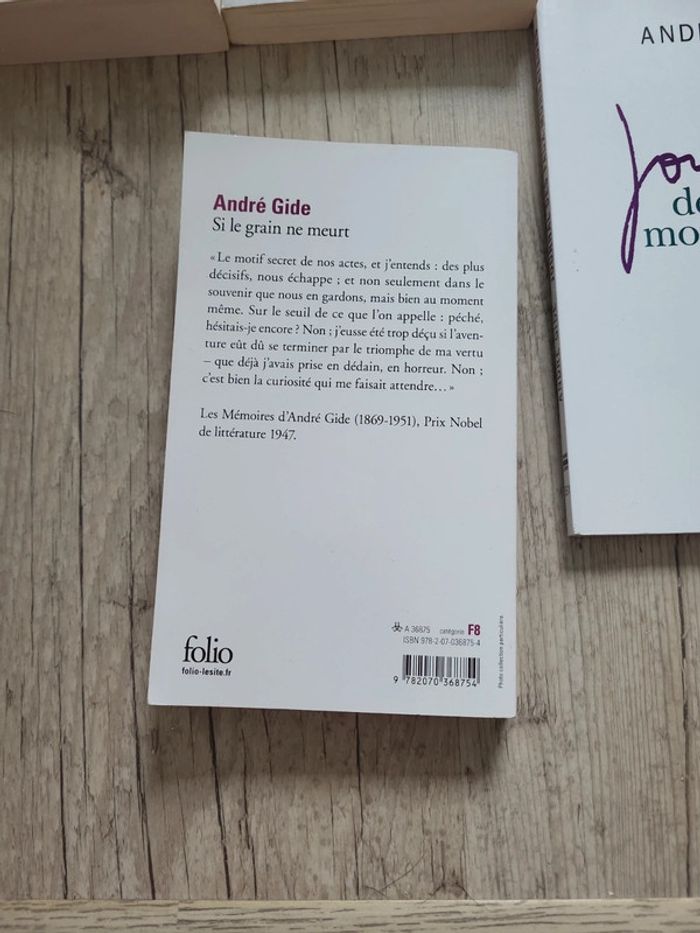 André Gide
Si le grain ne meurt
« Le motif secret de nos actes, et j'entends : des plus
décisifs, nous échappe ; et non seulement dans le
souvenir que nous en gardons, mais bien au moment
même. Sur le seuil de ce que l'on appelle : péché,
hésitais-je encore ? Non ; j'eusse été trop déçu si l'aven-
ture eût dû se terminer par le triomphe de ma vertu
– que déjà j'avais prise en dédain, en horreur. Non ;
c'est bien la curiosité qui me faisait attendre... »
Les Mémoires d'André Gide (1869-1951), Prix Nobel
de littérature 1947.
folio
folio-lesite.fr
A 36875 catégorie F8
ISBN 978-2-07-036875-4
9 782070 368754
Photo collection particulière
AND
Jou
de
mo